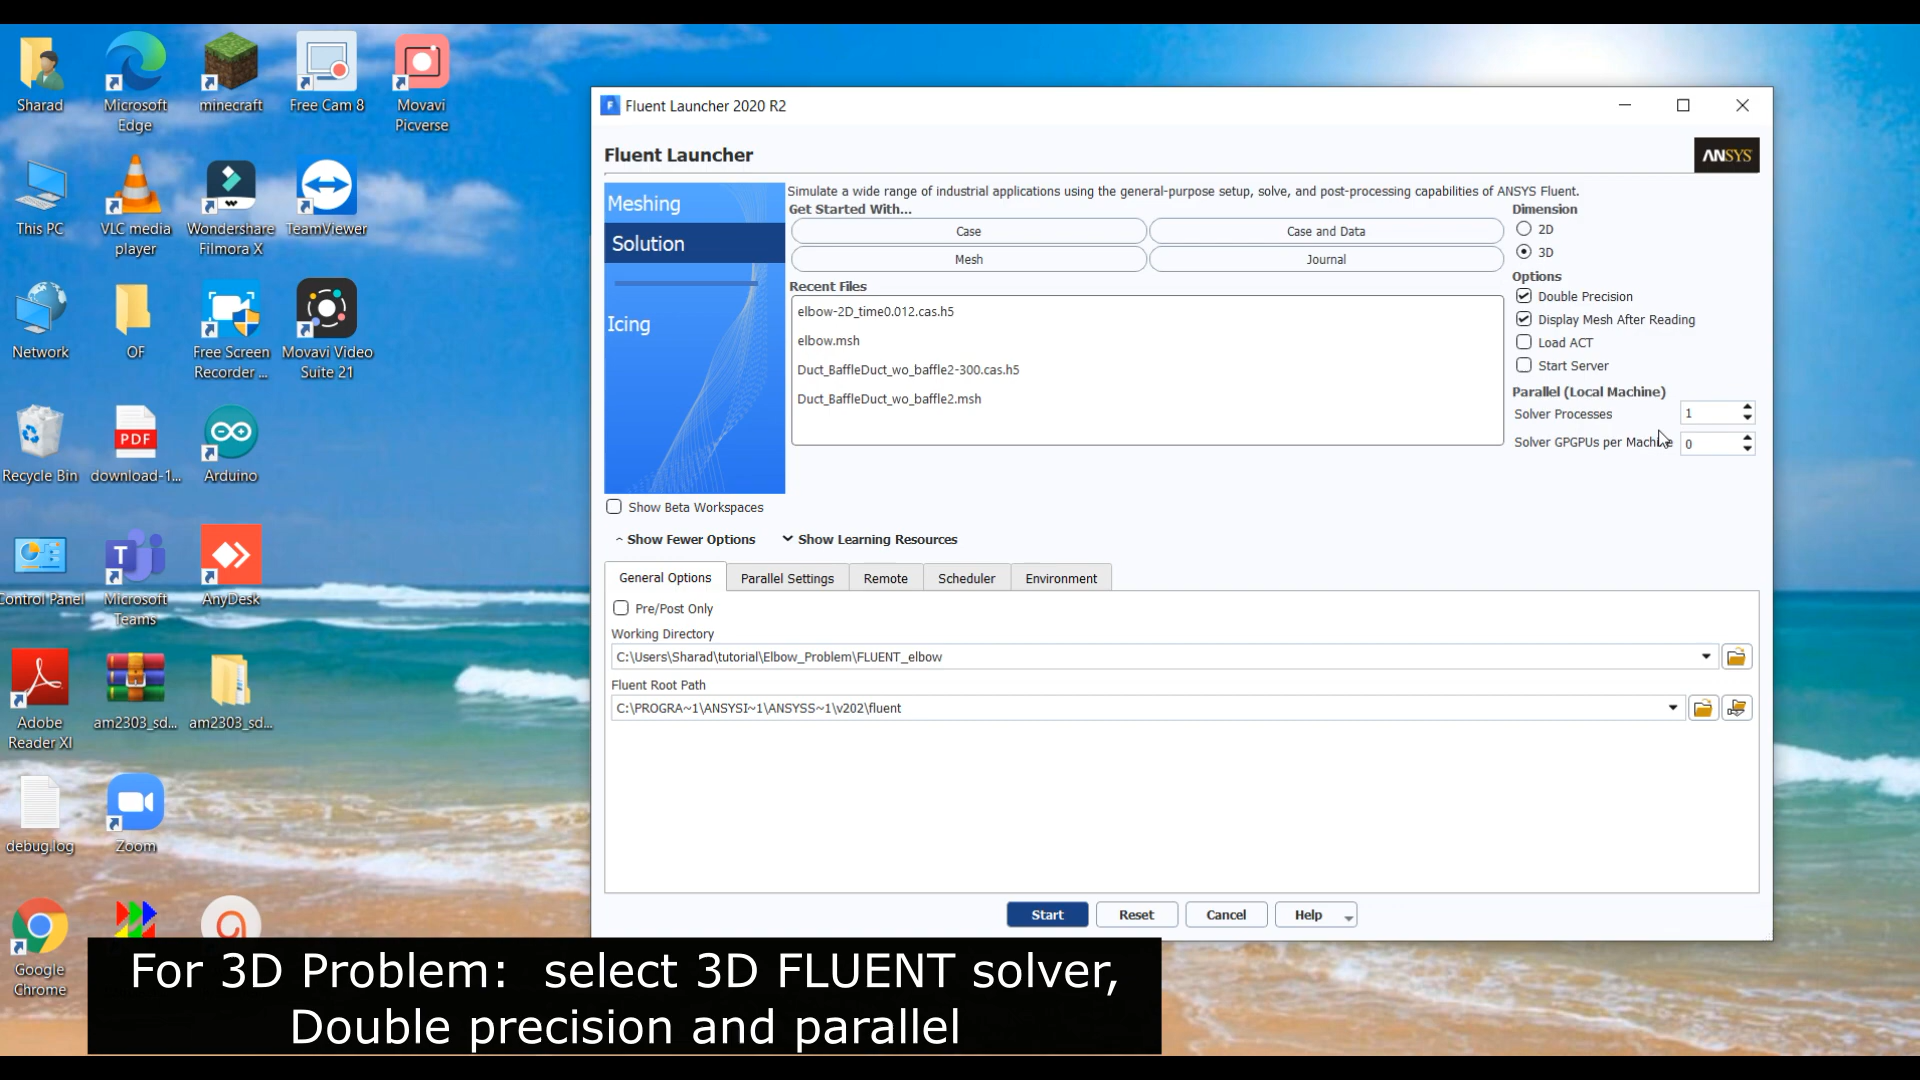 Sharad
Microsoft
Edge
minecraft
Free Cam 8
Movavi
Picverse
This PC
VLC media
player
Wondershare
Filmora X
TeamViewer
Network
OF
Free Screen
Recorder ...
Movavi Video
Suite 21
Recycle Bin
PDF
download-1...
Arduino
Control Panel
Microsoft
Teams
AnyDesk
Adobe
Reader XI
am2303_sd...
am2303_sd...
debug.log
Zoom
Google
Chrome
Fluent Launcher 2020 R2
Fluent Launcher
ANSYS
Meshing
Solution
Icing
Simulate a wide range of industrial applications using the general-purpose setup, solve, and post-processing capabilities of ANSYS Fluent.
Get Started With...
Case
Case and Data
Mesh
Journal
Recent Files
elbow-2D_time0.012.cas.h5
elbow.msh
Duct_BaffleDuct_wo_baffle2-300.cas.h5
Duct_BaffleDuct_wo_baffle2.msh
Dimension
2D
3D
Options
Double Precision
Display Mesh After Reading
Load ACT
Start Server
Parallel (Local Machine)
Solver Processes
1
Solver GPGPUs per Machine
0
Show Beta Workspaces
Show Fewer Options
Show Learning Resources
General Options
Parallel Settings
Remote
Scheduler
Environment
Pre/Post Only
Working Directory
C:\Users\Sharad\tutorial\Elbow_Problem\FLUENT_elbow
Fluent Root Path
C:\PROGRA~1\ANSYSI~1\ANSYSS~1\v202\fluent
Start
Reset
Cancel
Help
For 3D Problem:  select 3D FLUENT solver,
Double precision and parallel